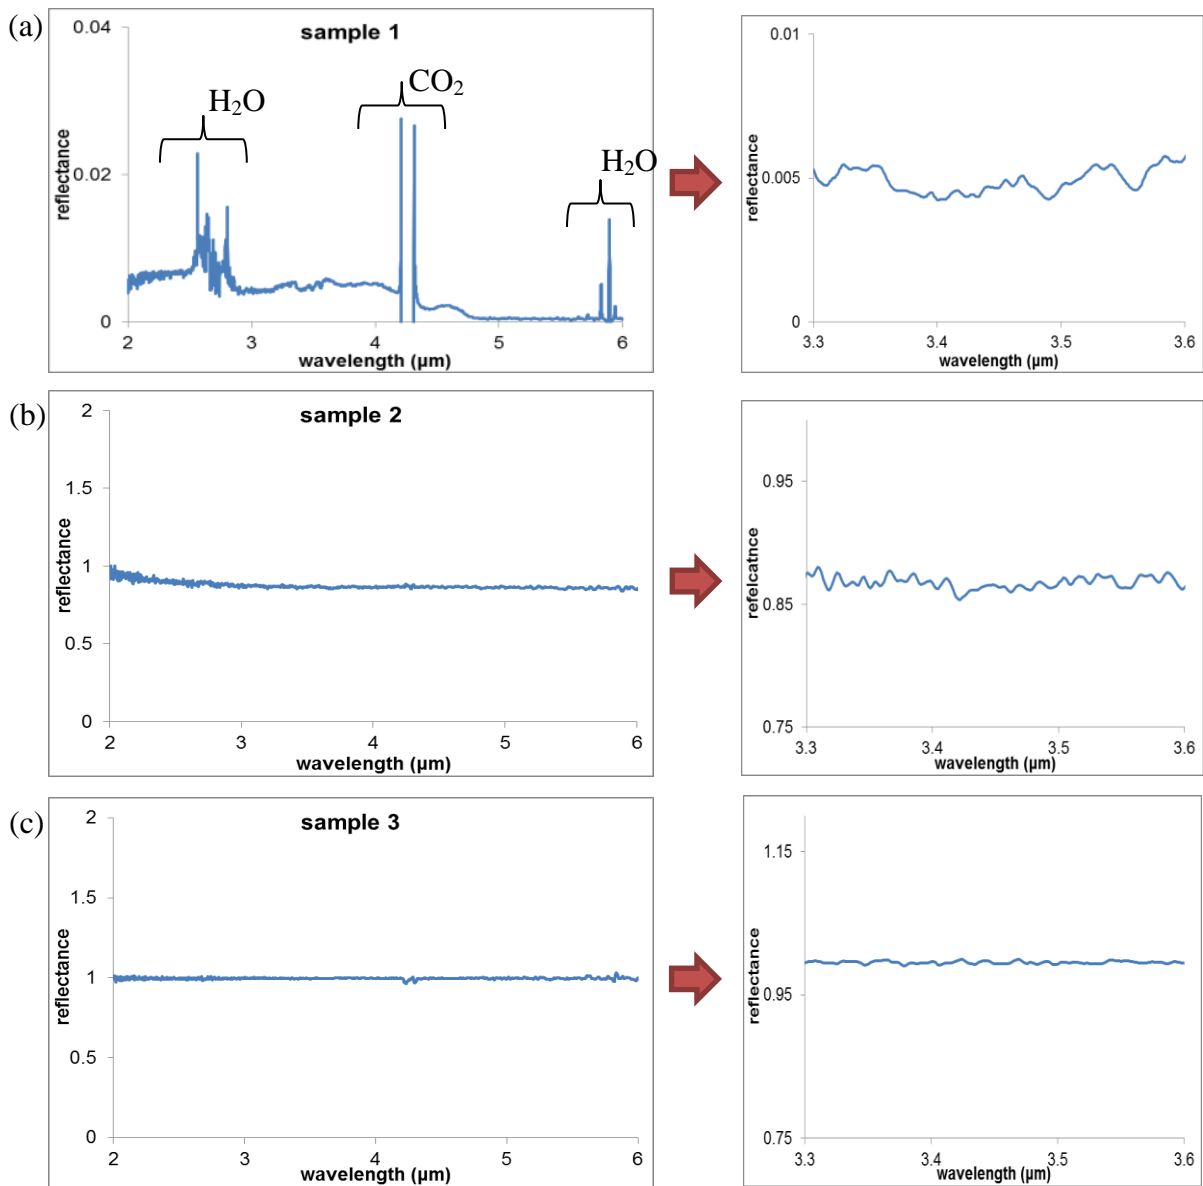 (a)
sample 1
0.04
0.02
0
reflectance
H₂O
CO₂
H₂O
2 3 4 5 6
wavelength (µm)
0.01
0.005
0
reflectance
3.3 3.4 3.5 3.6
wavelength (µm)
(b)
sample 2
2
1.5
1
0.5
0
reflectance
2 3 4 5 6
wavelength (µm)
0.95
0.85
0.75
refelcatnce
3.3 3.4 3.5 3.6
wavelength (µm)
(c)
sample 3
2
1.5
1
0.5
0
reflectance
2 3 4 5 6
wavelength (µm)
1.15
0.95
0.75
reflectance
3.3 3.4 3.5 3.6
wavelength (µm)